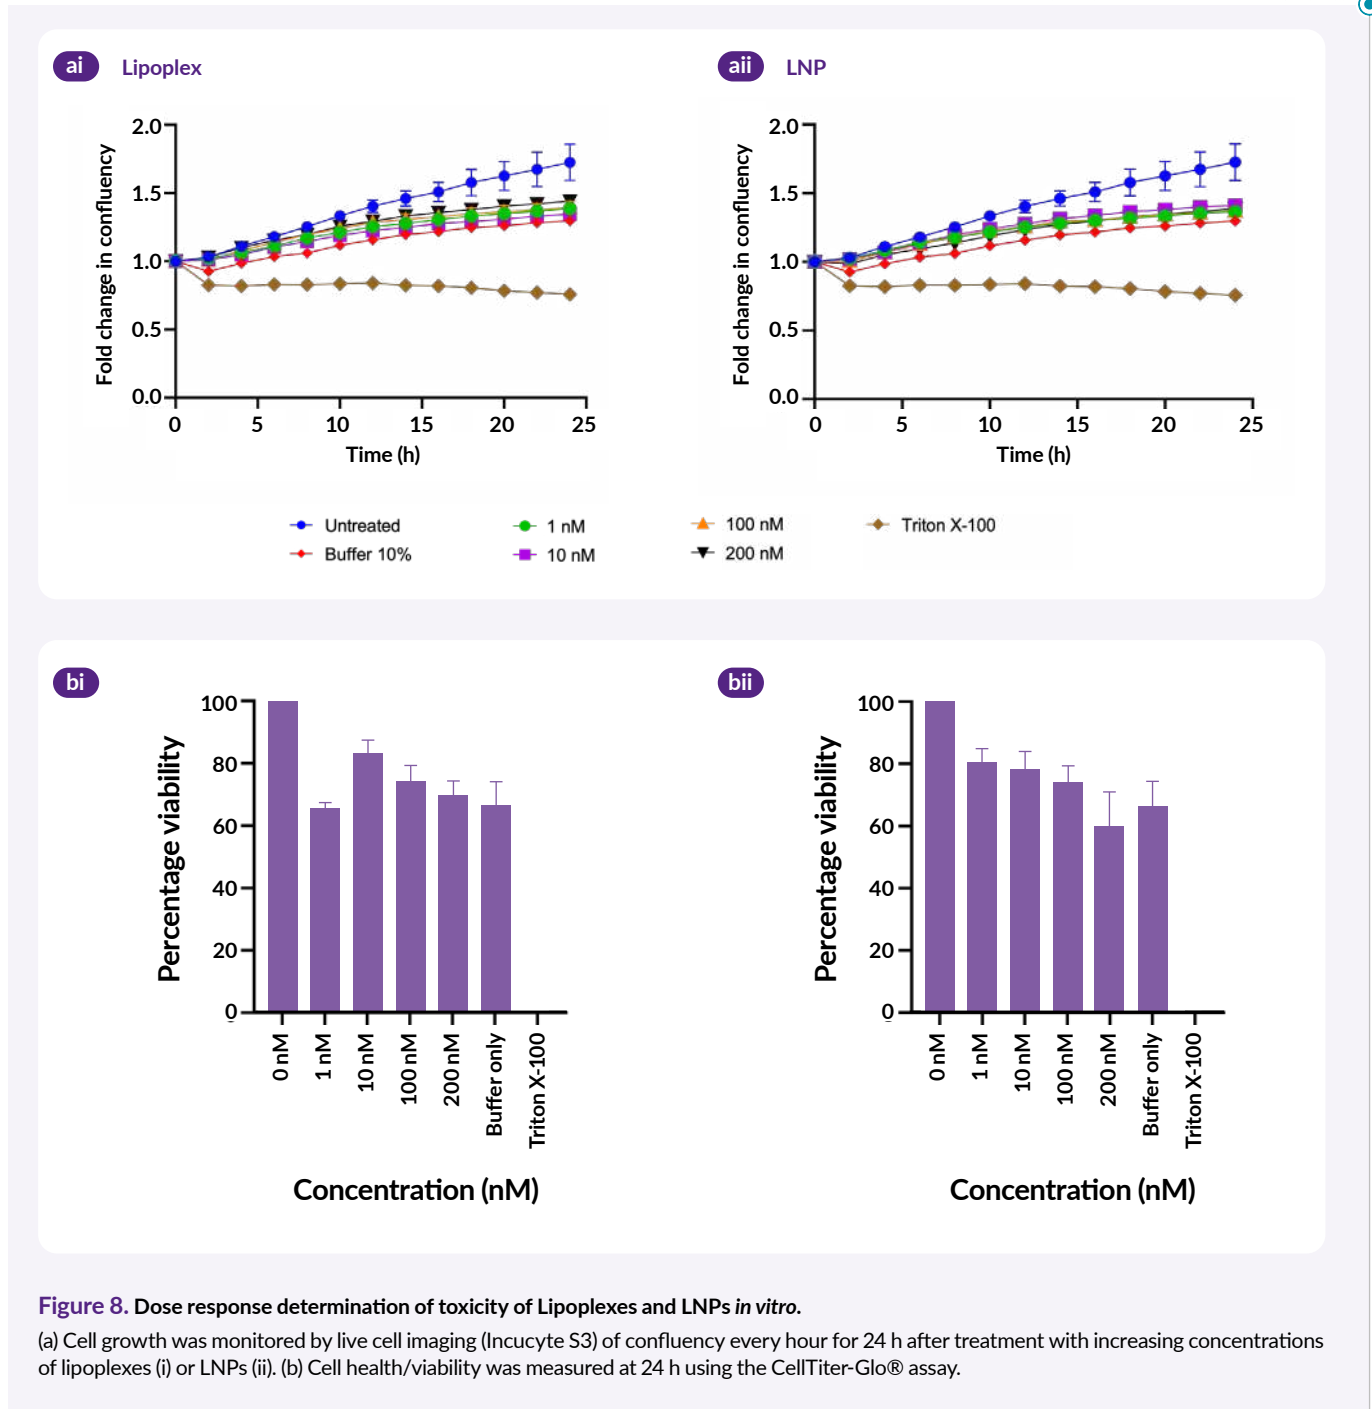 ai Lipoplex
aii LNP
Fold change in confluency
2.0
1.5
1.0
0.5
0.0
0 5 10 15 20 25
Time (h)
Fold change in confluency
2.0
1.5
1.0
0.5
0.0
0 5 10 15 20 25
Time (h)
Untreated 1 nM 100 nM Triton X-100
Buffer 10% 10 nM 200 nM
bi
Percentage viability
100
80
60
40
20
0
0 nM
1 nM
10 nM
100 nM
200 nM
Buffer only
Triton X-100
Concentration (nM)
bii
Percentage viability
100
80
60
40
20
0
0 nM
1 nM
10 nM
100 nM
200 nM
Buffer only
Triton X-100
Concentration (nM)
Figure 8. Dose response determination of toxicity of Lipoplexes and LNPs in vitro.
(a) Cell growth was monitored by live cell imaging (Incucyte S3) of confluency every hour for 24 h after treatment with increasing concentrations
of lipoplexes (i) or LNPs (ii). (b) Cell health/viability was measured at 24 h using the CellTiter-Glo® assay.